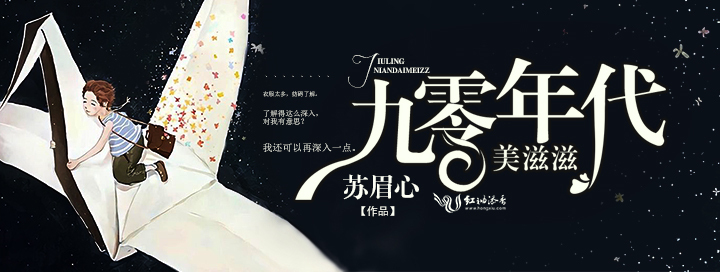 JIULING
NIANDAIMEIZZ
九零年代
美滋滋
衣服太多，妨碍了解。
了解得这么深入，
对我有意思？
我还可以再深入一点。
苏眉心
【作品】
红袖添香
www.hongxiu.com